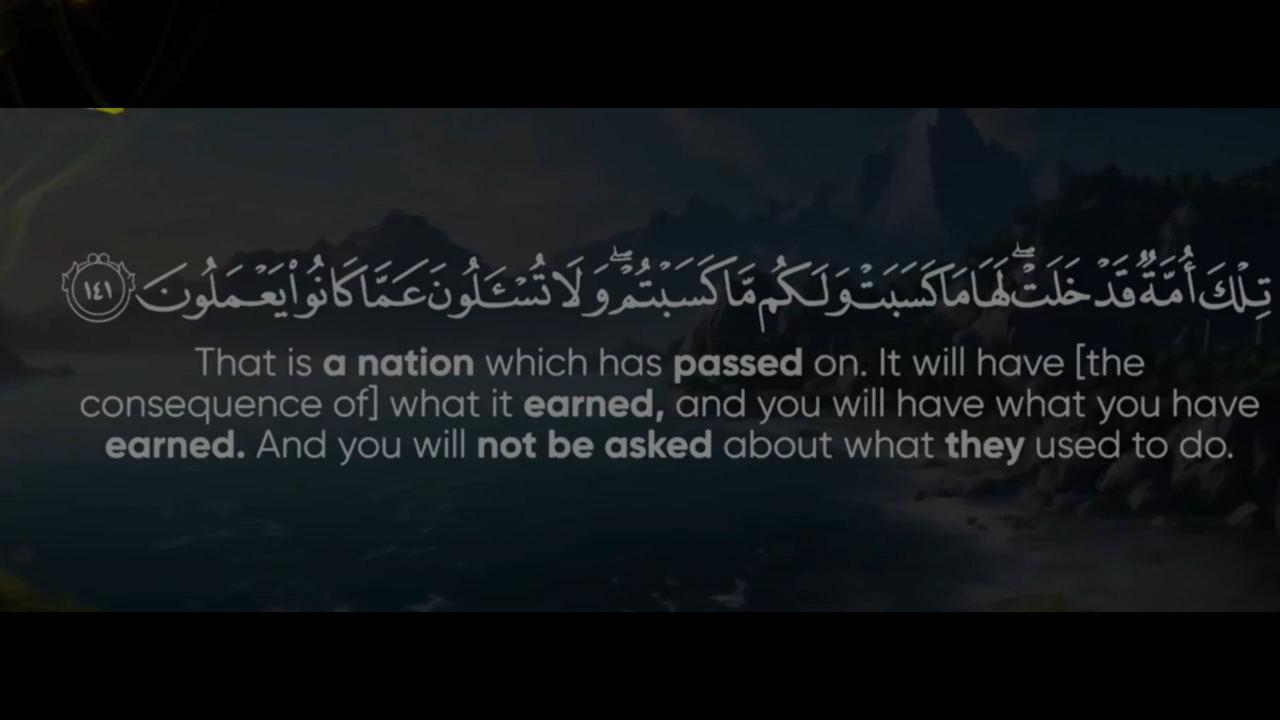 تِلْكَ أُمَّةٌ قَدْ خَلَتْ ۖ لَهَا مَا كَسَبَتْ وَلَكُم مَّا كَسَبْتُمْ ۖ وَلَا تُسْـَٔلُونَ عَمَّا كَانُوا۟ يَعْمَلُونَ ١٤١
That is a nation which has passed on. It will have [the
consequence of] what it earned, and you will have what you have
earned. And you will not be asked about what they used to do.